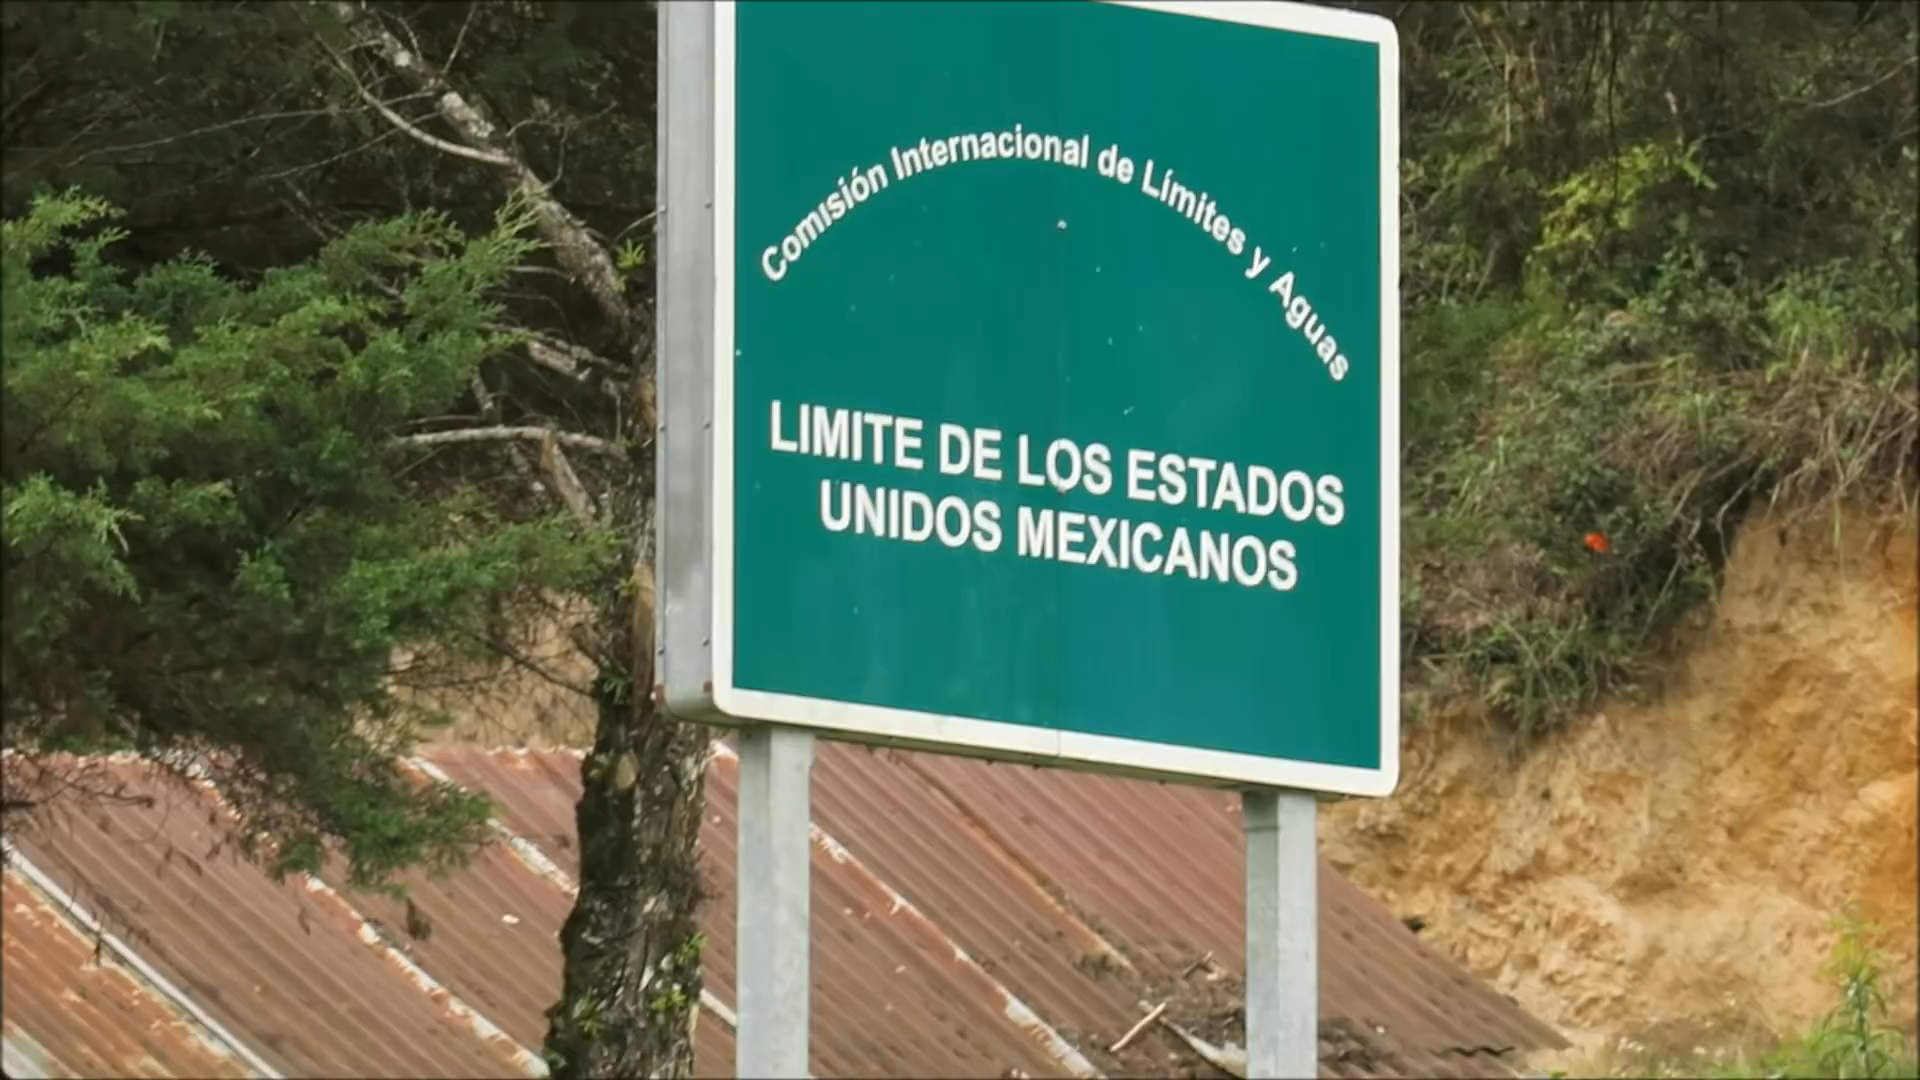 Comisión Internacional de Límites y Aguas
LIMITE DE LOS ESTADOS
UNIDOS MEXICANOS